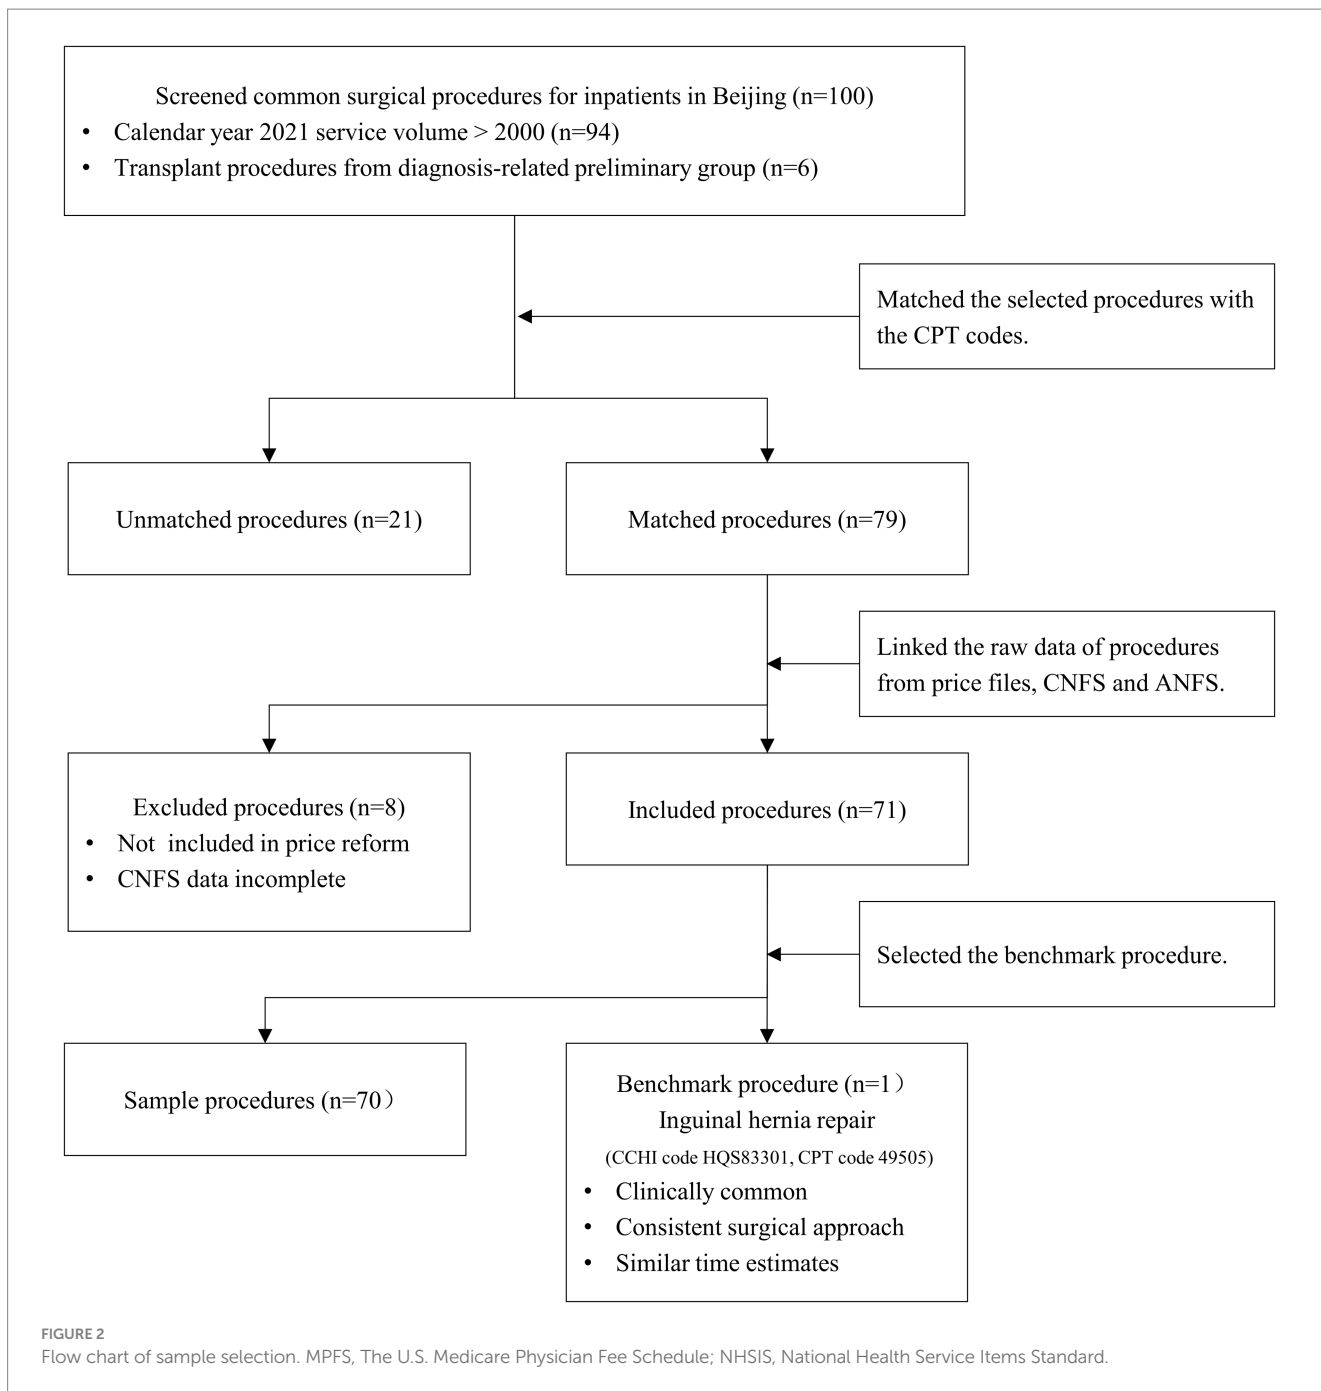 Screened common surgical procedures for inpatients in Beijing (n=100)
• Calendar year 2021 service volume > 2000 (n=94)
• Transplant procedures from diagnosis-related preliminary group (n=6)
Matched the selected procedures with
the CPT codes.
Unmatched procedures (n=21)
Matched procedures (n=79)
Linked the raw data of procedures
from price files, CNFS and ANFS.
Excluded procedures (n=8)
• Not  included in price reform
• CNFS data incomplete
Included procedures (n=71)
Selected the benchmark procedure.
Sample procedures (n=70）
Benchmark procedure (n=1）
Inguinal hernia repair
(CCHI code HQS83301, CPT code 49505)
• Clinically common
• Consistent surgical approach
• Similar time estimates
FIGURE 2
Flow chart of sample selection. MPFS, The U.S. Medicare Physician Fee Schedule; NHSIS, National Health Service Items Standard.